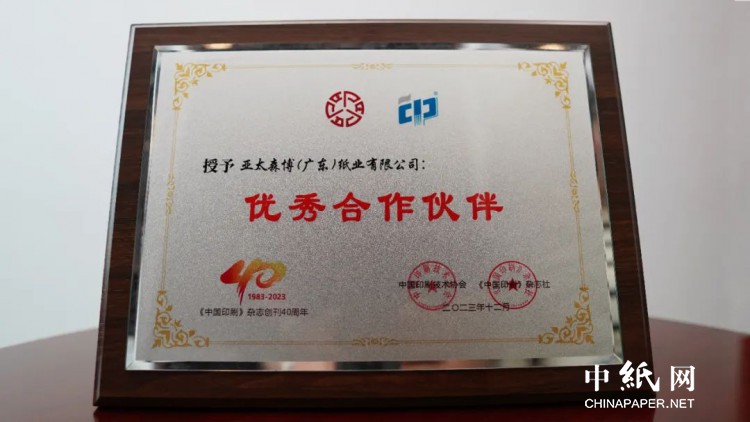 授予 亚太森博(广东)纸业有限公司:
优秀合作伙伴
40
1983-2023
《中国印刷》杂志创刊40周年
中国印刷技术协会 《中国印刷》杂志社
二〇二三年十二月
中紙网
CHINAPAPER.NET